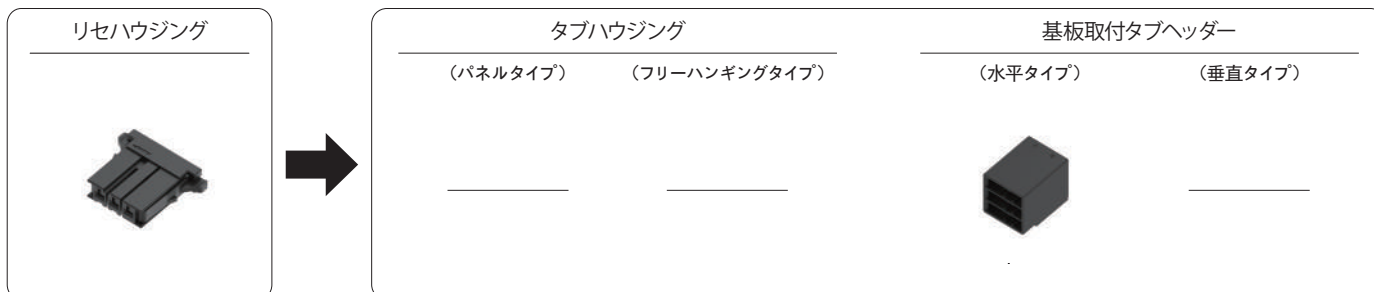 リセハウジング
タブハウジング
基板取付タブヘッダー
（パネルタイプ）
（フリーハンギングタイプ）
（水平タイプ）
（垂直タイプ）